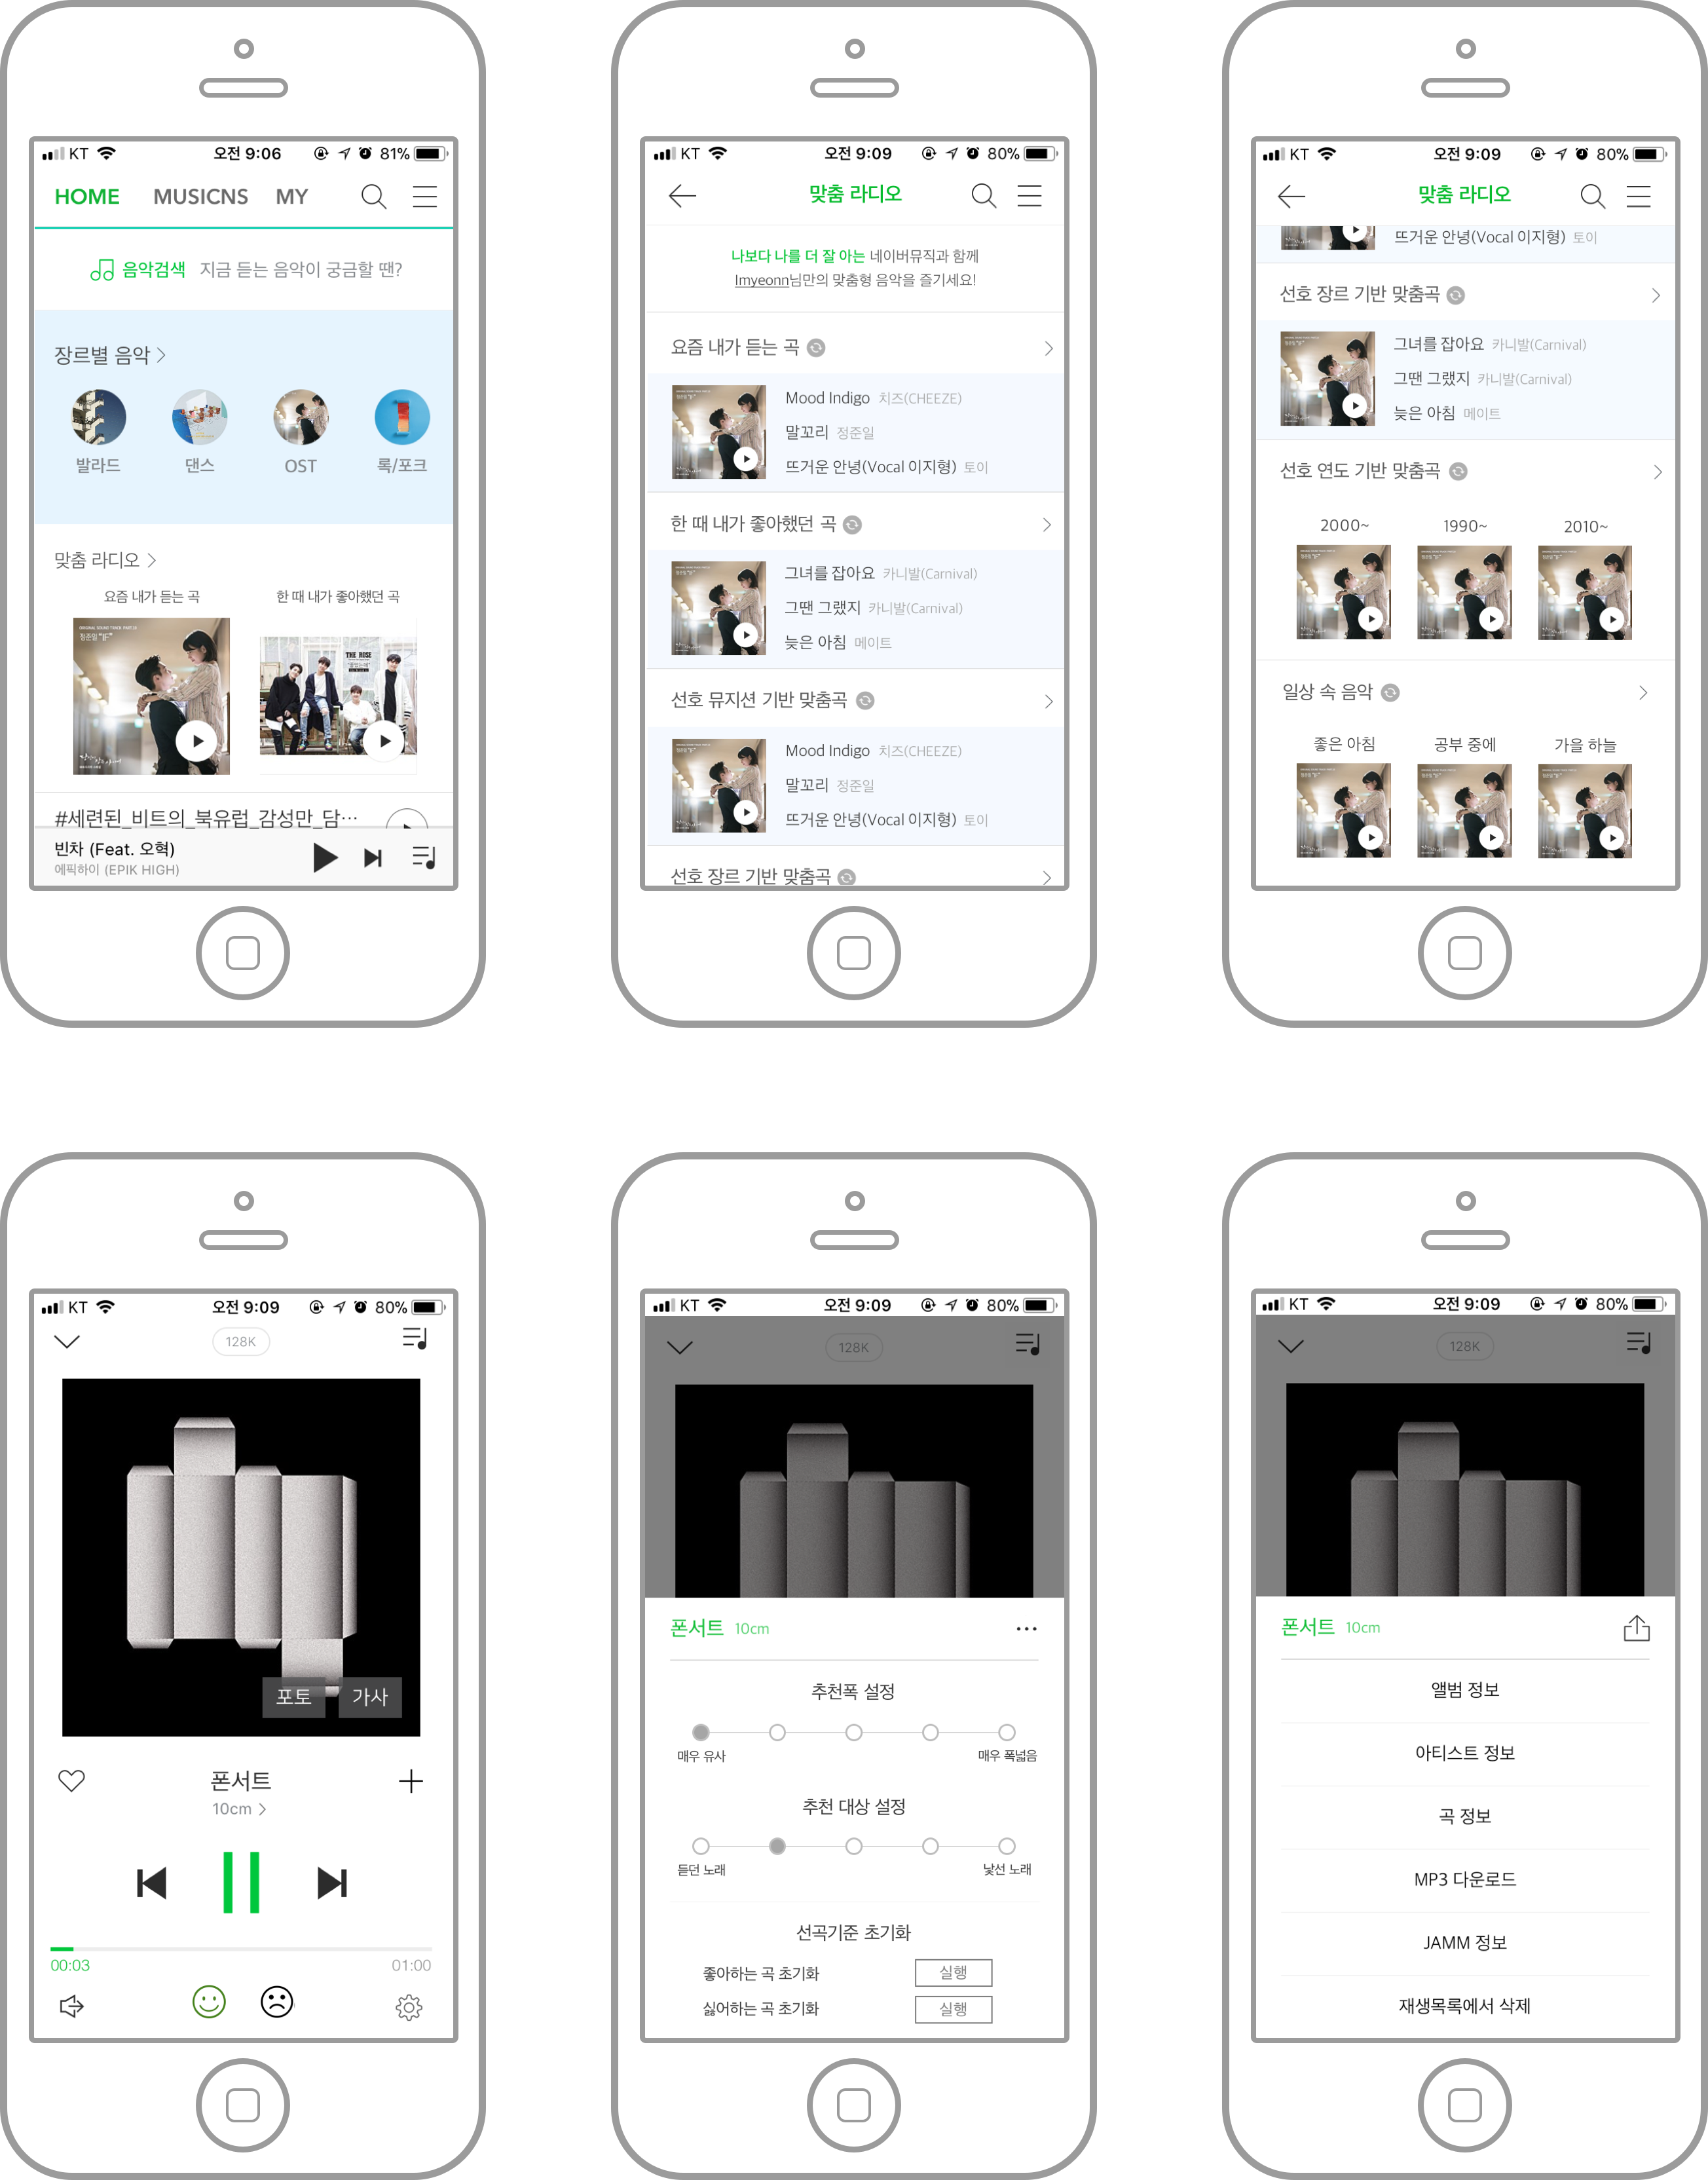 KT 오전 9:06 81%
HOME MUSICNS MY
음악검색 지금 듣는 음악이 궁금할 땐?
장르별 음악
발라드 댄스 OST 록/포크
맞춤 라디오
요즘 내가 듣는 곡 한 때 내가 좋아했던 곡
THE ROSE
#세련된_비트의_북유럽_감성만_담…
빈차 (Feat. 오혁)
에픽하이 (EPIK HIGH)
KT 오전 9:09 80%
맞춤 라디오
나보다 나를 더 잘 아는 네이버뮤직과 함께
Imyeonn님만의 맞춤형 음악을 즐기세요!
요즘 내가 듣는 곡
Mood Indigo 치즈(CHEEZE)
말꼬리 정준일
뜨거운 안녕(Vocal 이지형) 토이
한 때 내가 좋아했던 곡
그녀를 잡아요 카니발(Carnival)
그땐 그랬지 카니발(Carnival)
늦은 아침 메이트
선호 뮤지션 기반 맞춤곡
Mood Indigo 치즈(CHEEZE)
말꼬리 정준일
뜨거운 안녕(Vocal 이지형) 토이
선호 장르 기반 맞춤곡
KT 오전 9:09 80%
맞춤 라디오
뜨거운 안녕(Vocal 이지형) 토이
선호 장르 기반 맞춤곡
그녀를 잡아요 카니발(Carnival)
그땐 그랬지 카니발(Carnival)
늦은 아침 메이트
선호 연도 기반 맞춤곡
2000~ 1990~ 2010~
일상 속 음악
좋은 아침 공부 중에 가을 하늘
KT 오전 9:09 80%
128K
포토 가사
폰서트
10cm
00:03 01:00
KT 오전 9:09 80%
128K
폰서트 10cm
추천폭 설정
매우 유사 매우 폭넓음
추천 대상 설정
듣던 노래 낯선 노래
선곡기준 초기화
좋아하는 곡 초기화 실행
싫어하는 곡 초기화 실행
KT 오전 9:09 80%
128K
폰서트 10cm
앨범 정보
아티스트 정보
곡 정보
MP3 다운로드
JAMM 정보
재생목록에서 삭제